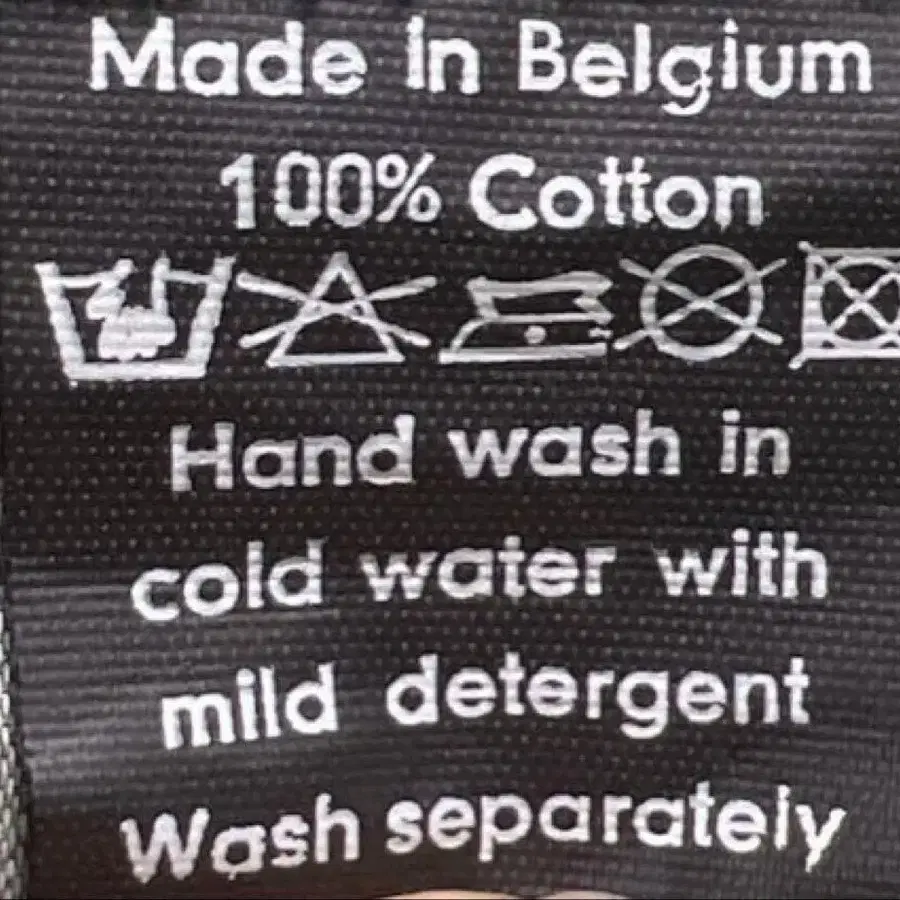 Made In Belgium
100% Cotton
Hand wash in
cold water with
mild detergent
Wash separately